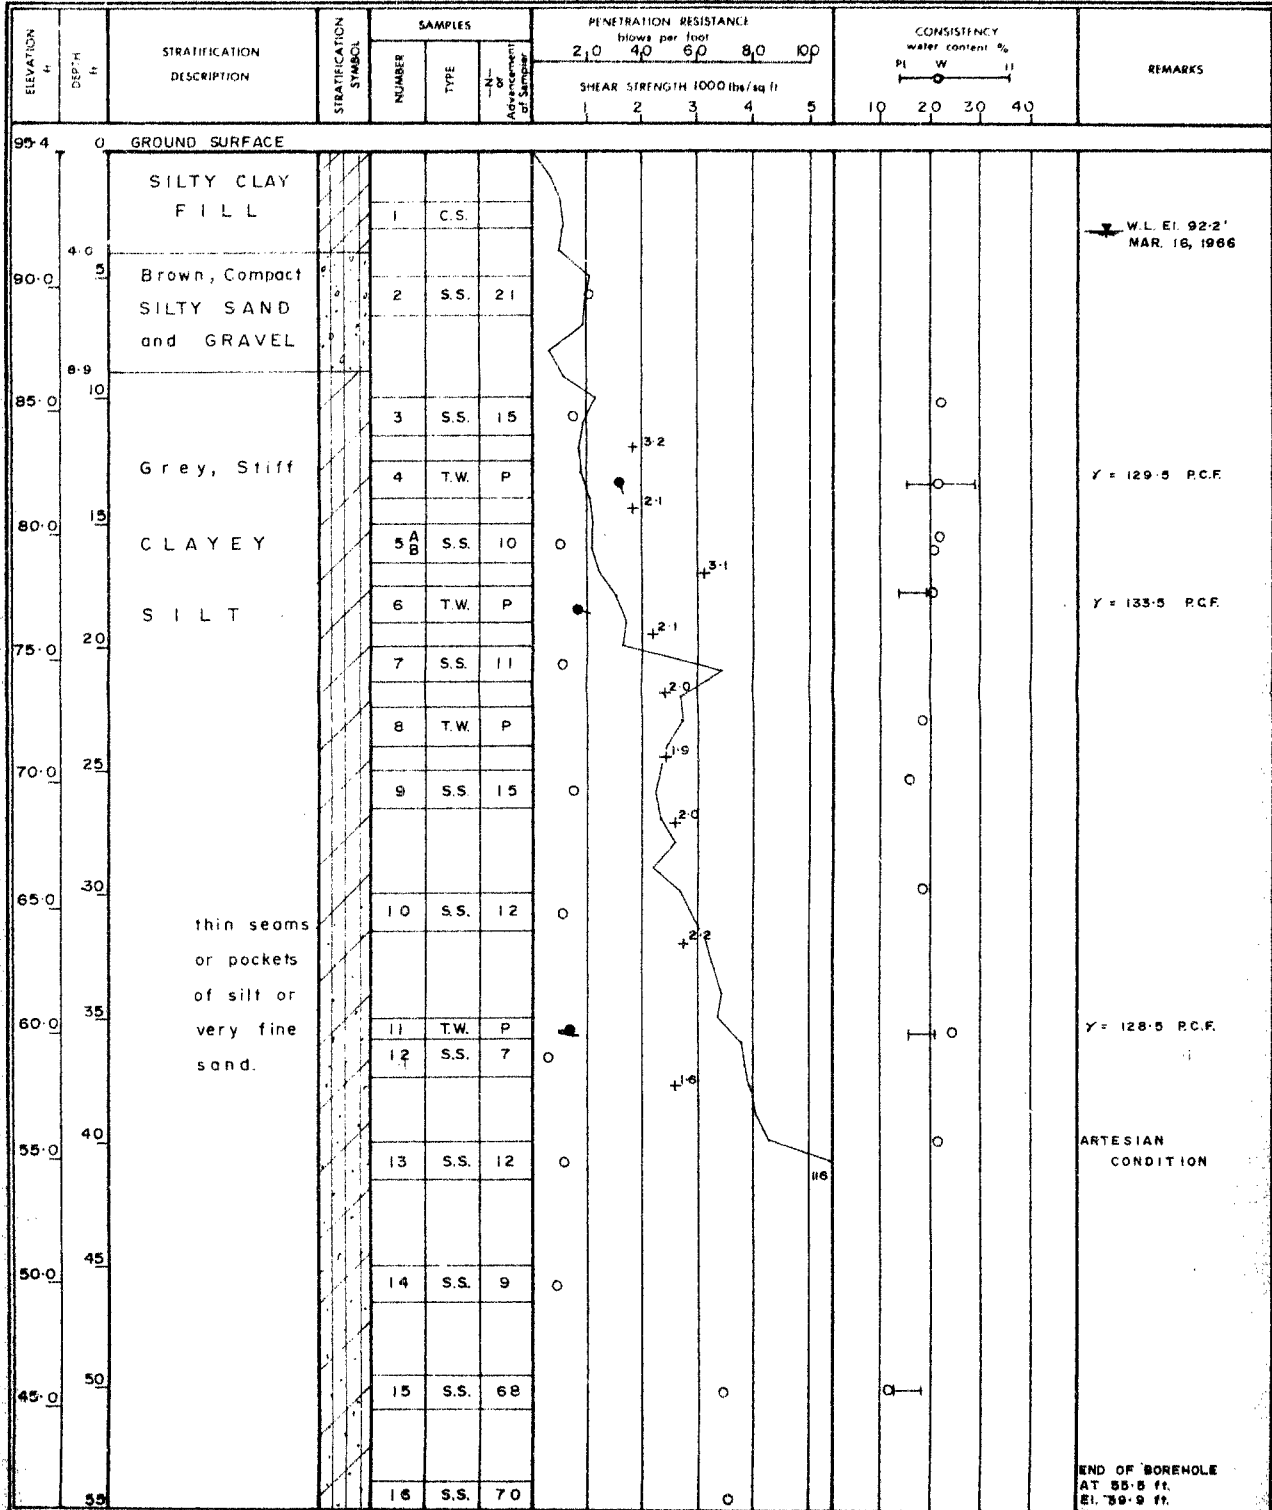 ELEVATION ft
DEPTH ft
STRATIFICATION
DESCRIPTION
STRATIFICATION
SYMBOL
SAMPLES
NUMBER
TYPE
—N—
or
Advancement
of Sampler
PENETRATION RESISTANCE
blows per foot
20 40 60 80 100
SHEAR STRENGTH 1000 lbs/sq ft
1 2 3 4 5
CONSISTENCY
water content %
Pl W Ll
10 20 30 40
REMARKS
95.4 0 GROUND SURFACE
SILTY CLAY
FILL
1 C.S.
W.L. El. 92.2'
MAR. 16, 1966
4.0
90.0 5
Brown, Compact
SILTY SAND
and GRAVEL
2 S.S. 21
8.9
85.0 10
3 S.S. 15
3.2
Grey, Stiff
4 T.W. P
γ = 129.5 P.C.F.
2.1
80.0 15
CLAYEY
5 A B S.S. 10
3.1
SILT
6 T.W. P
γ = 133.5 P.C.F.
2.1
75.0 20
7 S.S. 11
2.0
8 T.W. P
1.9
70.0 25
9 S.S. 15
2.0
65.0 30
10 S.S. 12
thin seams
or pockets
of silt or
very fine
sand.
2.2
60.0 35
11 T.W. P
γ = 128.5 P.C.F.
12 S.S. 7
1.6
55.0 40
13 S.S. 12
116
ARTESIAN
CONDITION
50.0 45
14 S.S. 9
45.0 50
15 S.S. 68
55
16 S.S. 70
END OF BOREHOLE
AT 55.5 ft.
El. 39.9 ft.